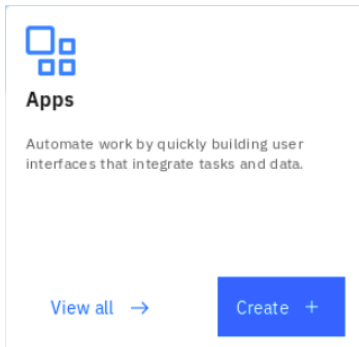 Apps
Automate work by quickly building user
interfaces that integrate tasks and data.
View all →
Create +